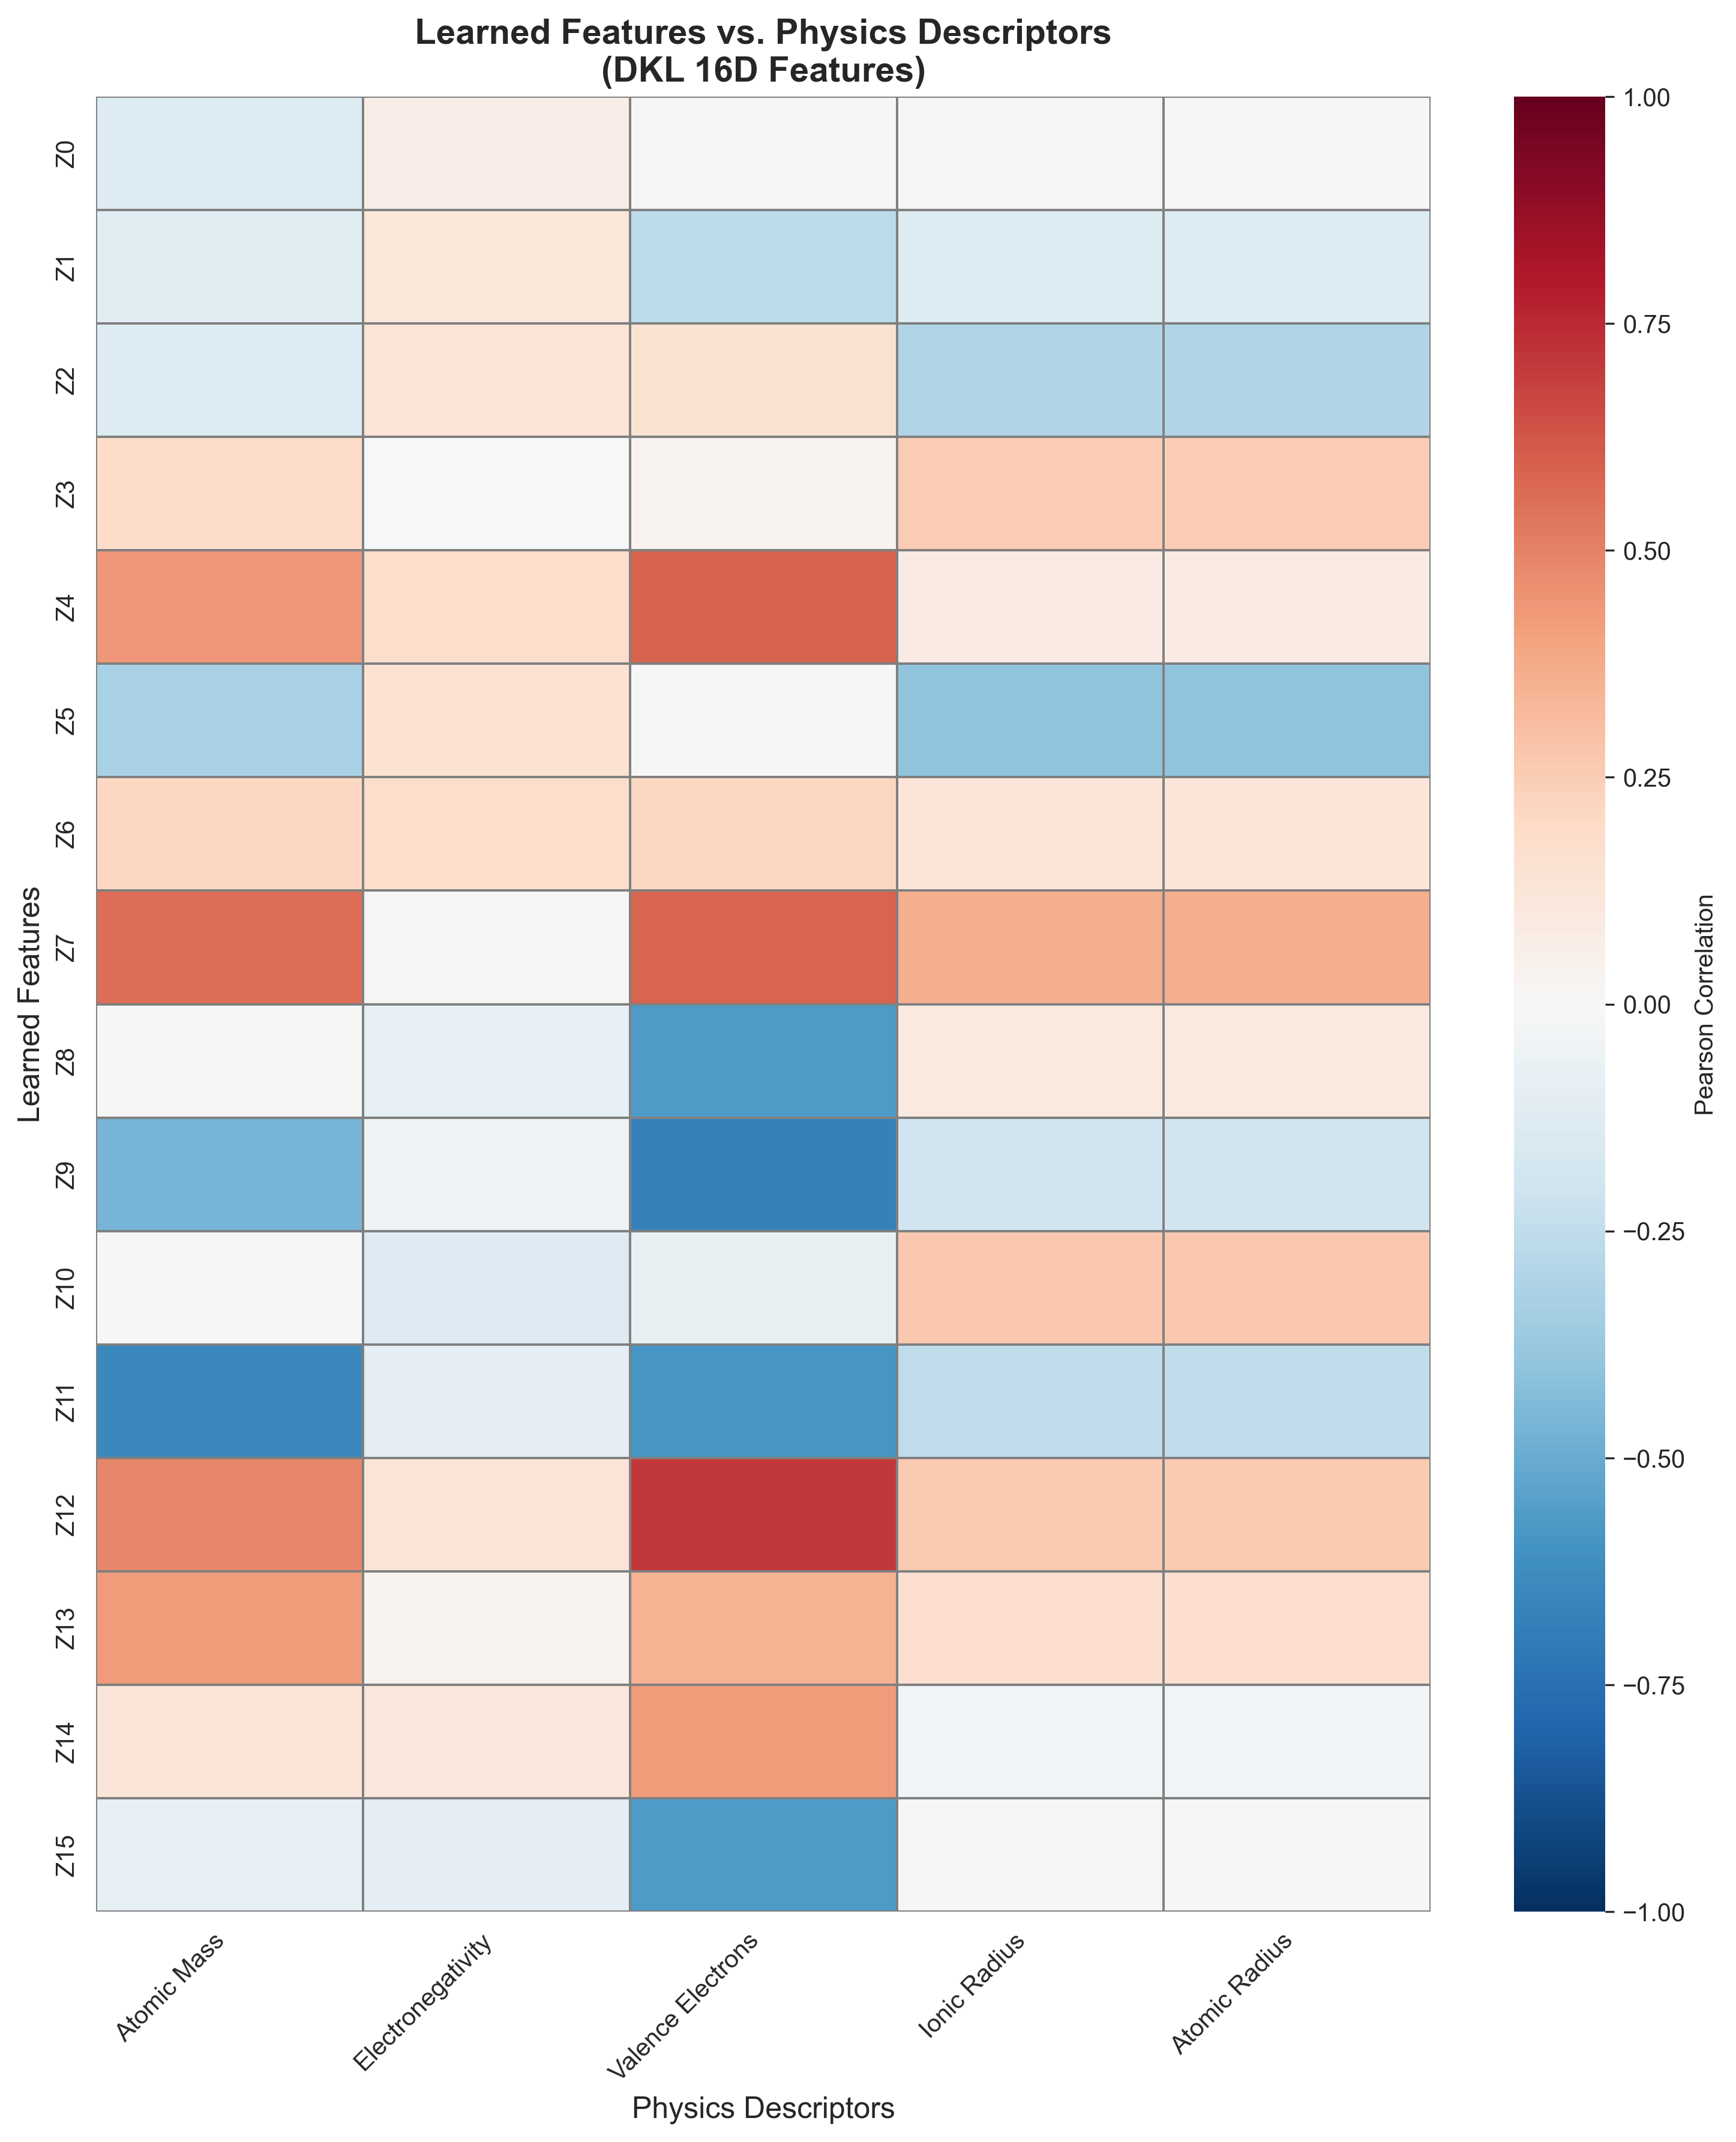 Learned Features vs. Physics Descriptors
(DKL 16D Features)
Learned Features
Z0
Z1
Z2
Z3
Z4
Z5
Z6
Z7
Z8
Z9
Z10
Z11
Z12
Z13
Z14
Z15
Atomic Mass
Electronegativity
Valence Electrons
Ionic Radius
Atomic Radius
Physics Descriptors
1.00
0.75
0.50
0.25
0.00
−0.25
−0.50
−0.75
−1.00
Pearson Correlation